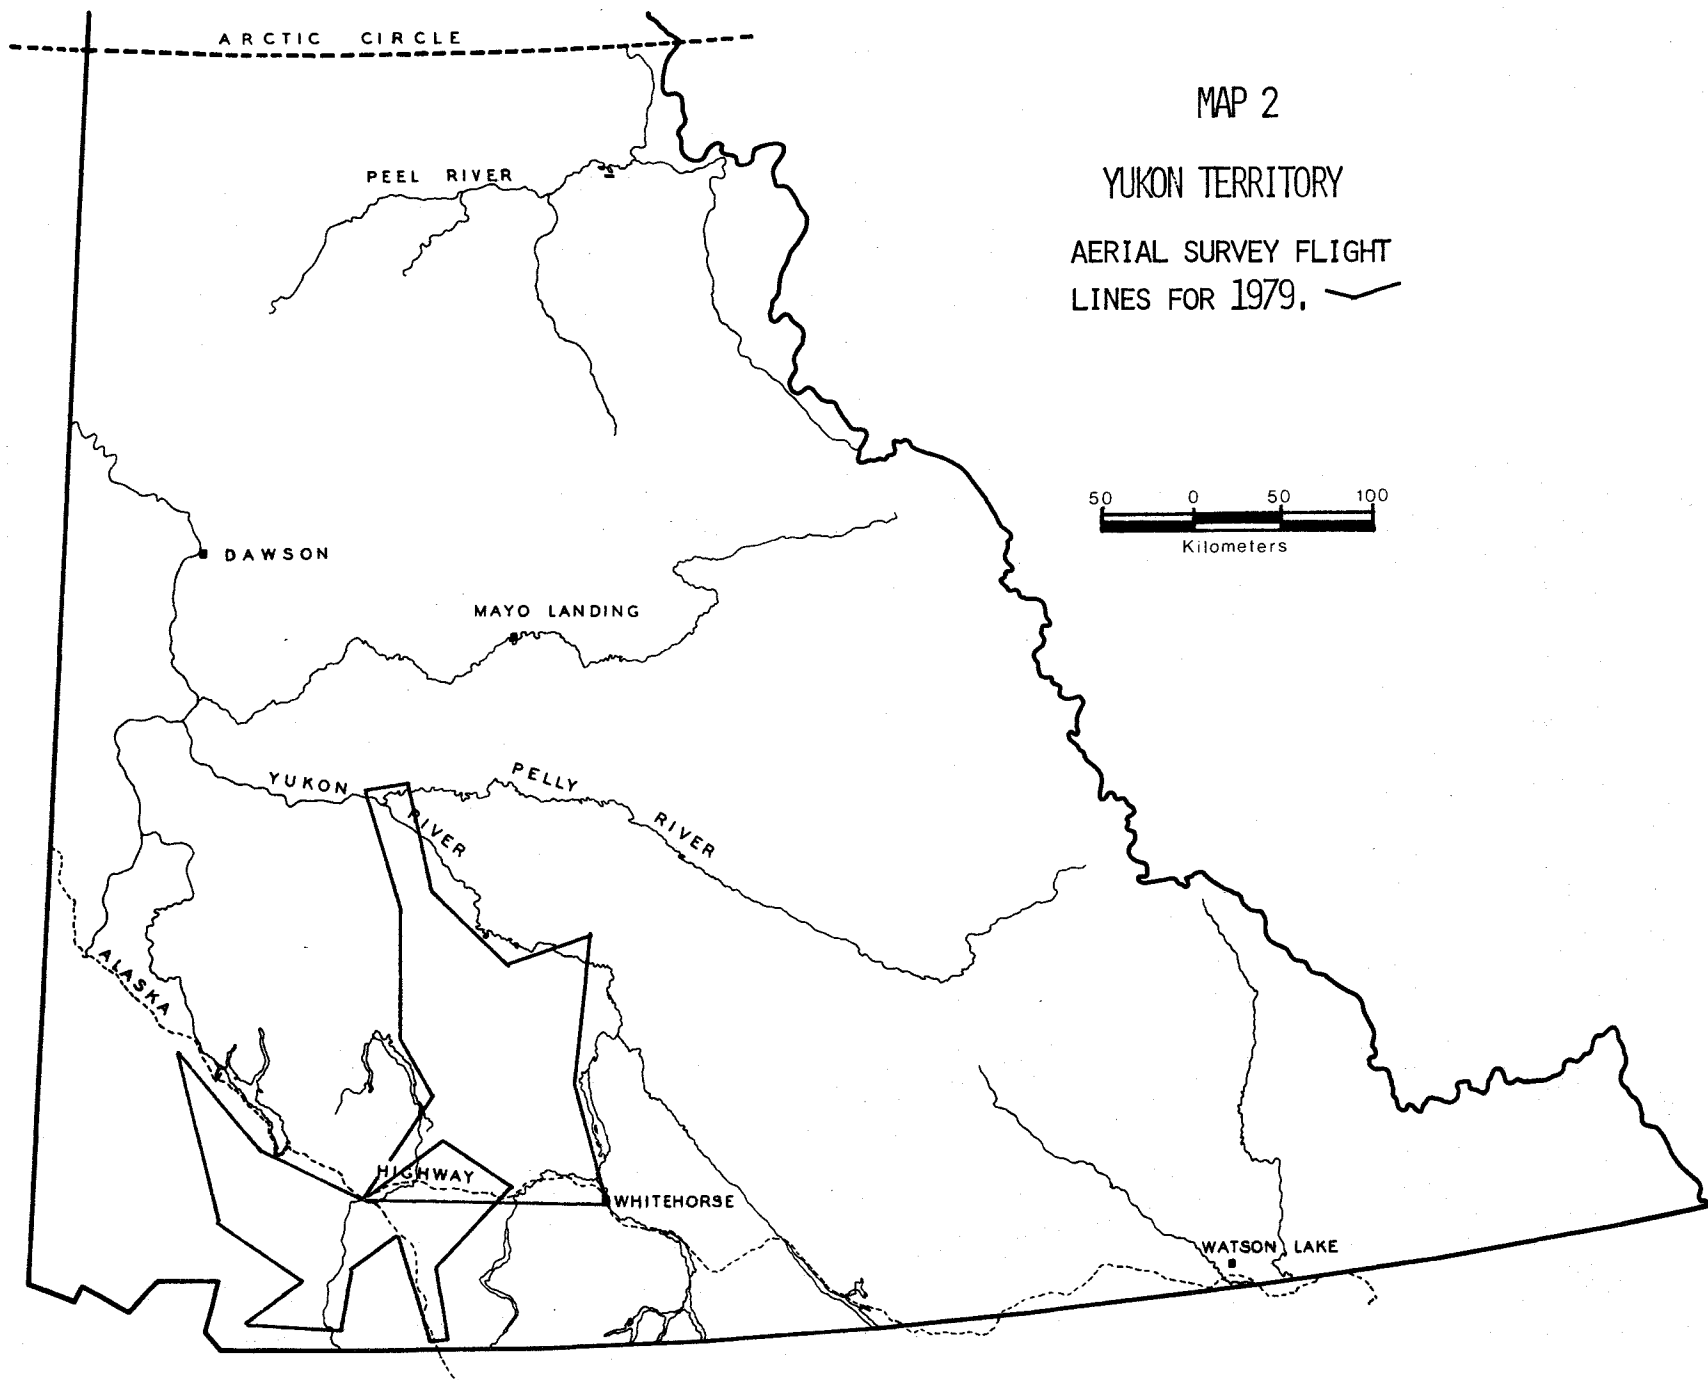 ARCTIC CIRCLE
MAP 2
YUKON TERRITORY
AERIAL SURVEY FLIGHT
LINES FOR 1979.
PEEL RIVER
50 0 50 100
Kilometers
DAWSON
MAYO LANDING
YUKON
RIVER
PELLY
RIVER
ALASKA
HIGHWAY
WHITEHORSE
WATSON LAKE